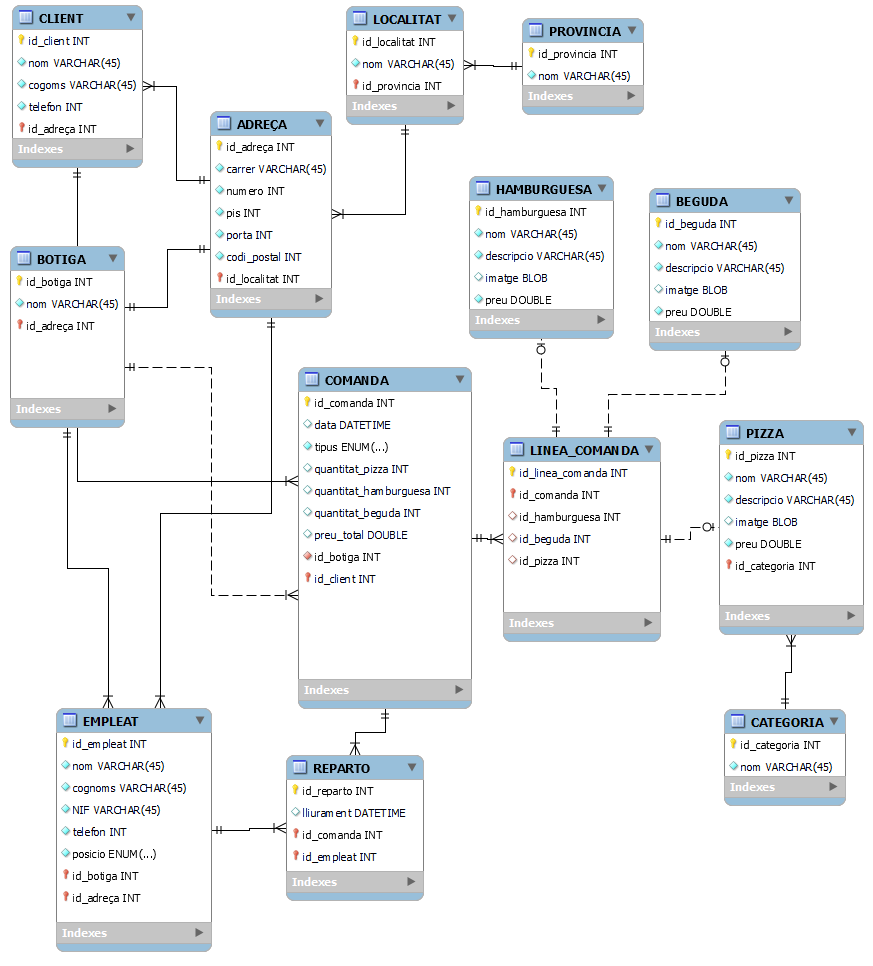 CLIENT
id_client INT
nom VARCHAR(45)
cogoms VARCHAR(45)
telefon INT
id_adreça INT
Indexes
LOCALITAT
id_localitat INT
nom VARCHAR(45)
id_provincia INT
Indexes
PROVINCIA
id_provincia INT
nom VARCHAR(45)
Indexes
ADREÇA
id_adreça INT
carrer VARCHAR(45)
numero INT
pis INT
porta INT
codi_postal INT
id_localitat INT
Indexes
HAMBURGUESA
id_hamburguesa INT
nom VARCHAR(45)
descripcio VARCHAR(45)
imatge BLOB
preu DOUBLE
Indexes
BEGUDA
id_beguda INT
nom VARCHAR(45)
descripcio VARCHAR(45)
imatge BLOB
preu DOUBLE
Indexes
BOTIGA
id_botiga INT
nom VARCHAR(45)
id_adreça INT
Indexes
COMANDA
id_comanda INT
data DATETIME
tipus ENUM(...)
quantitat_pizza INT
quantitat_hamburguesa INT
quantitat_beguda INT
preu_total DOUBLE
id_botiga INT
id_client INT
Indexes
LINEA_COMANDA
id_linea_comanda INT
id_comanda INT
id_hamburguesa INT
id_beguda INT
id_pizza INT
Indexes
PIZZA
id_pizza INT
nom VARCHAR(45)
descripcio VARCHAR(45)
imatge BLOB
preu DOUBLE
id_categoria INT
Indexes
EMPLEAT
id_empleat INT
nom VARCHAR(45)
cognoms VARCHAR(45)
NIF VARCHAR(45)
telefon INT
posicio ENUM(...)
id_botiga INT
id_adreça INT
Indexes
REPARTO
id_reparto INT
lliurament DATETIME
id_comanda INT
id_empleat INT
Indexes
CATEGORIA
id_categoria INT
nom VARCHAR(45)
Indexes